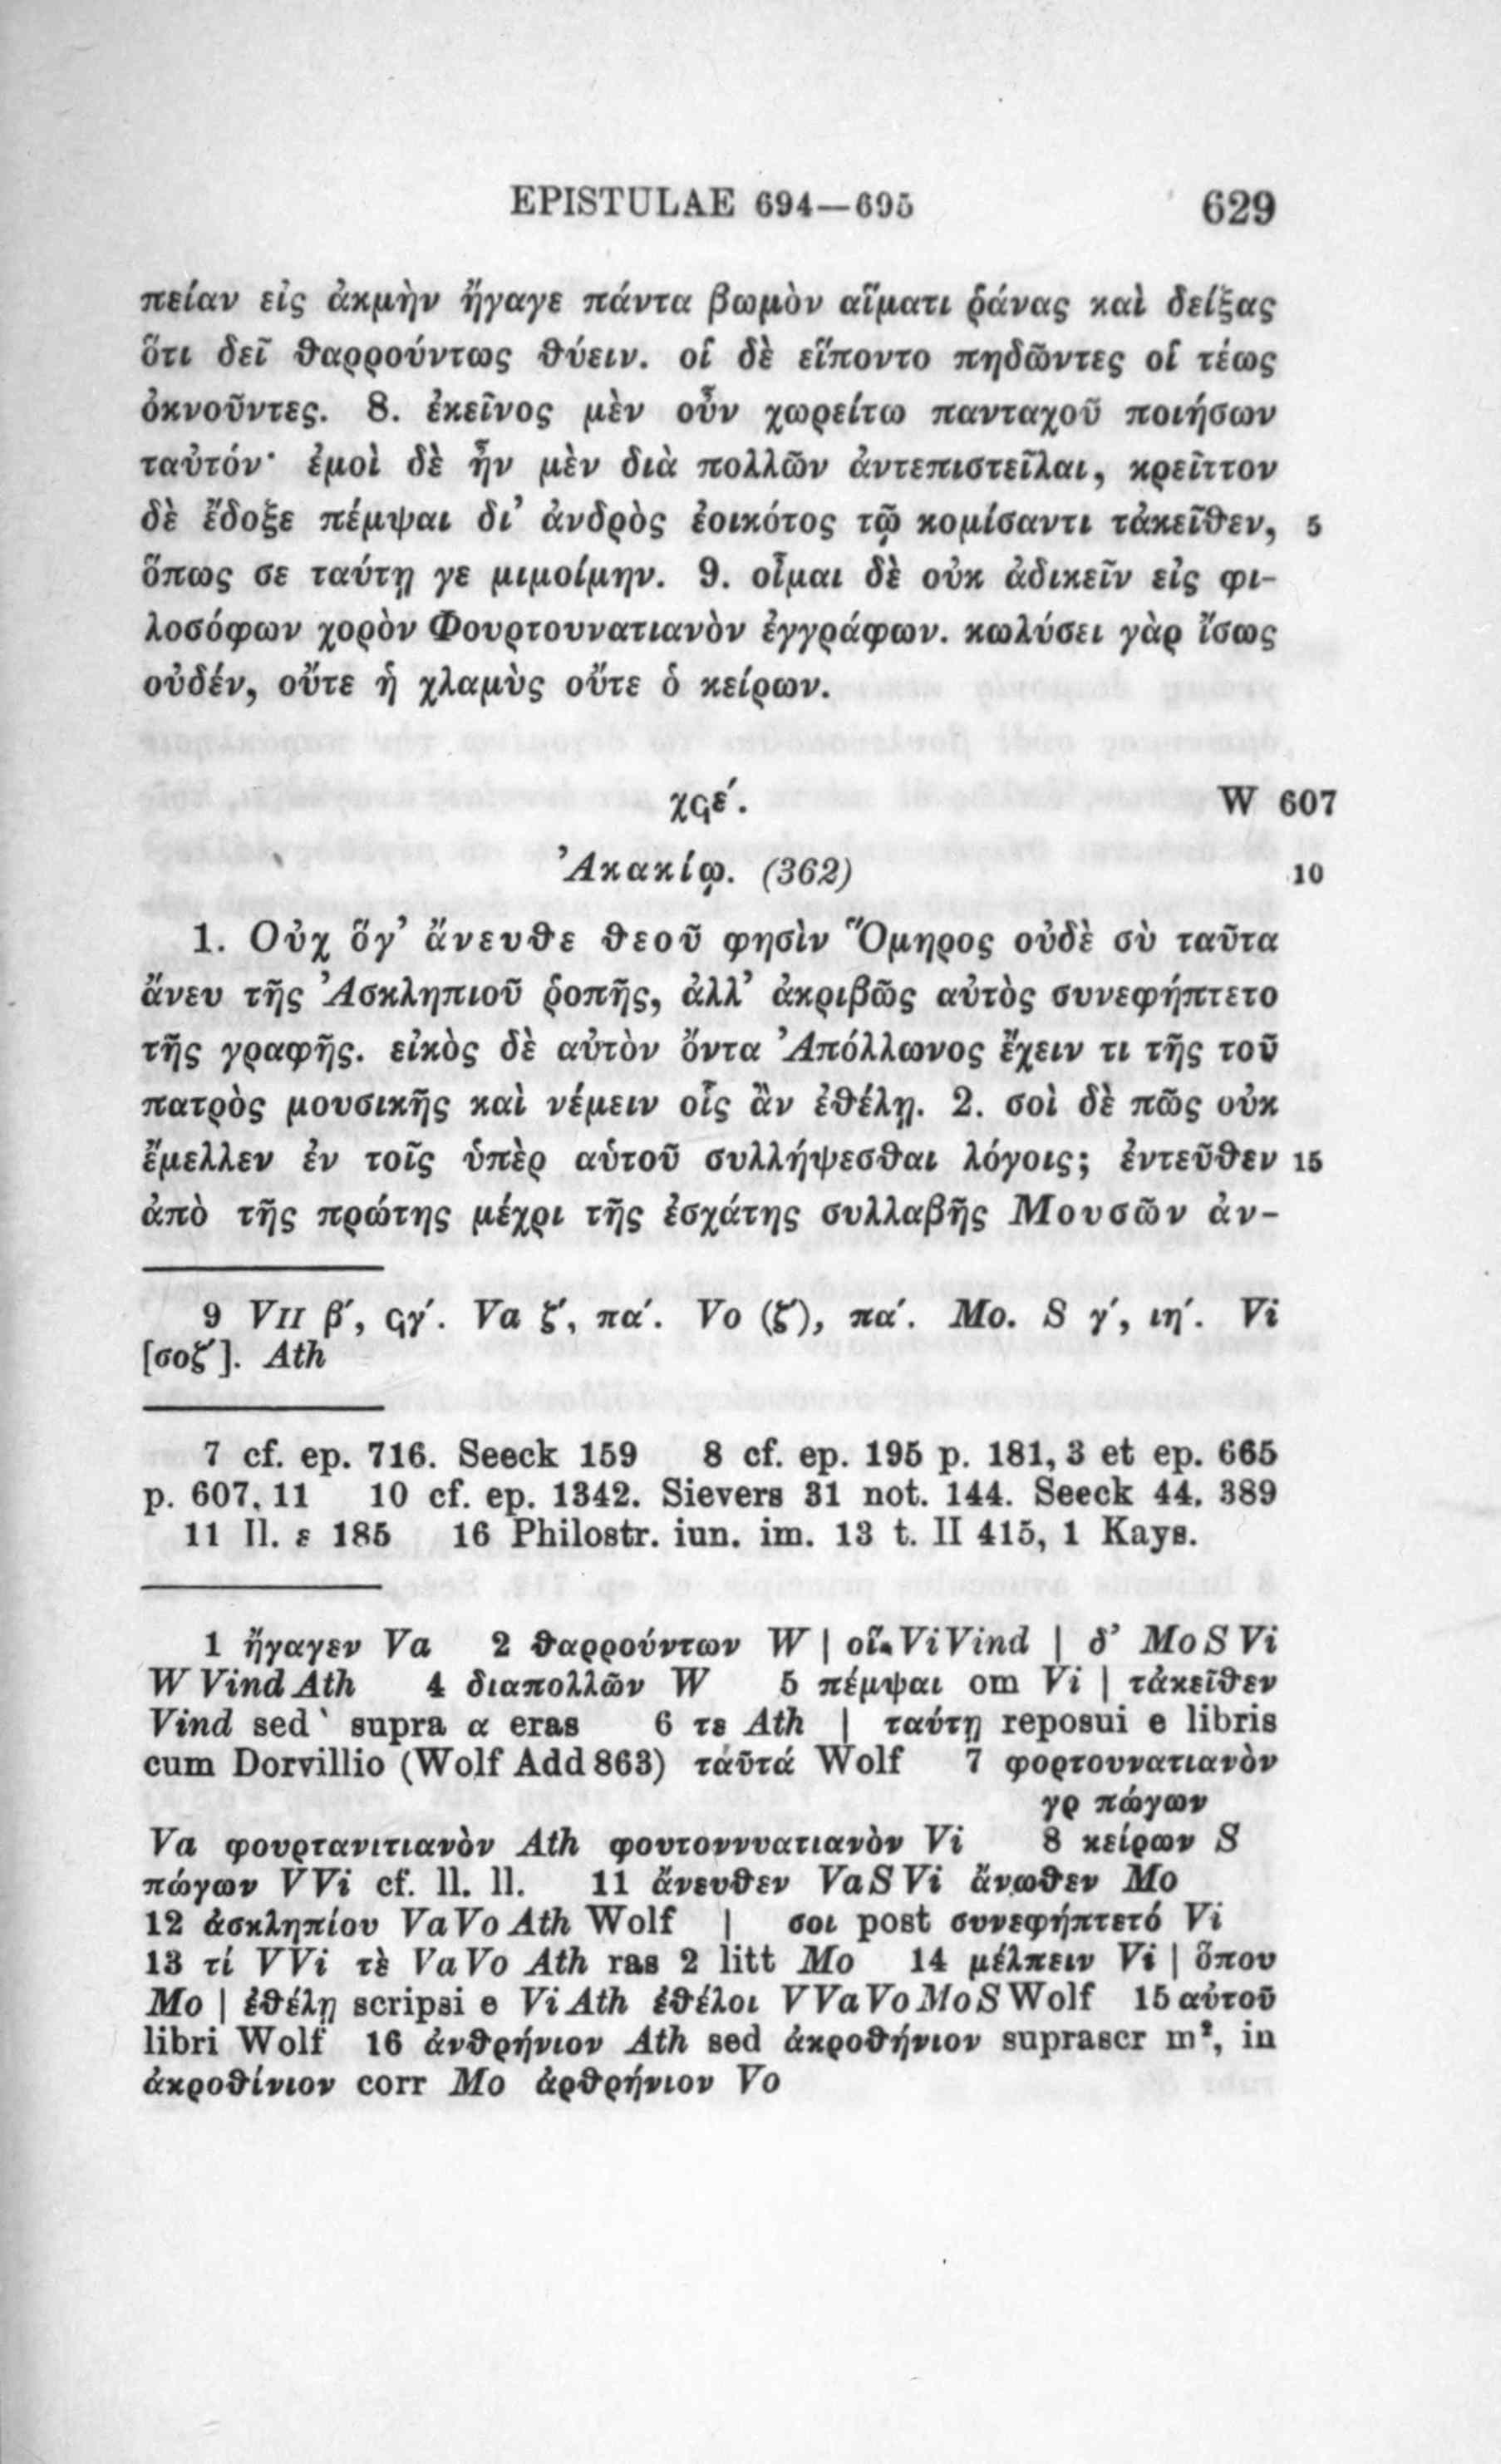 EPISTULAE 694—695 629
πείαν εἰς ἀκμὴν ἤγαγε πάντα βωμὸν αἵματι ῥάνας καὶ δείξας
ὅτι δεῖ θαρρούντως θύειν. οἱ δὲ εἵποντο πηδῶντες οἱ τέως
ὀκνοῦντες. 8. ἐκεῖνος μὲν οὖν χωρείτω πανταχοῦ ποιήσων
ταὐτόν· ἐμοὶ δὲ ἦν μὲν διὰ πολλῶν ἀντεπιστεῖλαι, κρεῖττον
δὲ ἔδοξε πέμψαι δι’ ἀνδρὸς ἐοικότος τῷ κομίσαντι τἀκεῖθεν, 5
ὅπως σε ταύτῃ γε μιμοίμην. 9. οἶμαι δὲ οὐκ ἀδικεῖν εἰς φι-
λοσόφων χορὸν Φουρτουνατιανὸν ἐγγράφων. κωλύσει γὰρ ἴσως
οὐδέν, οὔτε ἡ χλαμὺς οὔτε ὁ κείρων.
χϟε΄. W 607
Ἀκακίῳ. (362) 10
1. Οὐχ ὅγ’ ἄνευθε θεοῦ φησὶν Ὅμηρος οὐδὲ σὺ ταῦτα
ἄνευ τῆς Ἀσκληπιοῦ ῥοπῆς, ἀλλ’ ἀκριβῶς αὐτὸς συνεφήπτετο
τῆς γραφῆς. εἰκὸς δὲ αὐτὸν ὄντα Ἀπόλλωνος ἔχειν τι τῆς τοῦ
πατρὸς μουσικῆς καὶ νέμειν οἷς ἂν ἐθέλῃ. 2. σοὶ δὲ πῶς οὐκ
ἔμελλεν ἐν τοῖς ὑπὲρ αὑτοῦ συλλήψεσθαι λόγοις; ἐντεῦθεν 15
ἀπὸ τῆς πρώτης μέχρι τῆς ἐσχάτης συλλαβῆς Μουσῶν ἀν-
9 VII β΄, ϟγ΄. Va ζ΄, πα΄. Vo (ζ΄), πα΄. Mo. S γ΄, ιη΄. Vi
[σοζ΄]. Ath
7 cf. ep. 716. Seeck 159 8 cf. ep. 195 p. 181, 3 et ep. 665
p. 607, 11 10 cf. ep. 1342. Sievers 31 not. 144. Seeck 44. 389
11 Il. ε 185 16 Philostr. iun. im. 13 t. II 415, 1 Kays.
1 ἤγαγεν Va 2 θαρρούντων W | οἵ Vi Vind | δ’ Mo S Vi
W Vind Ath 4 διαπολλῶν W 5 πέμψαι om Vi | τἀκεῖθεν
Vind sed ` supra α eras 6 τε Ath | ταύτῃ reposui e libris
cum Dorvillio (Wolf Add 863) ταῦτά Wolf 7 φορτουνατιανὸν
γρ πώγων
Va φουρτανιτιανὸν Ath φουτοννυατιανὸν Vi 8 κείρων S
πώγων V Vi cf. ll. ll. 11 ἄνευθεν Va S Vi ἄνωθεν Mo
12 ἀσκληπίου Va Vo Ath Wolf | σοι post συνεφήπτετό Vi
13 τί V Vi τὲ Va Vo Ath ras 2 litt Mo 14 μέλπειν Vi | ὅπου
Mo | ἐθέλῃ scripsi e Vi Ath ἐθέλοι V Va Vo Mo S Wolf 15 αὐτοῦ
libri Wolf 16 ἀνθρήνιον Ath sed ἀκροθήνιον suprascr m², in
ἀκροθίνιον corr Mo ἀρθρήνιον Vo